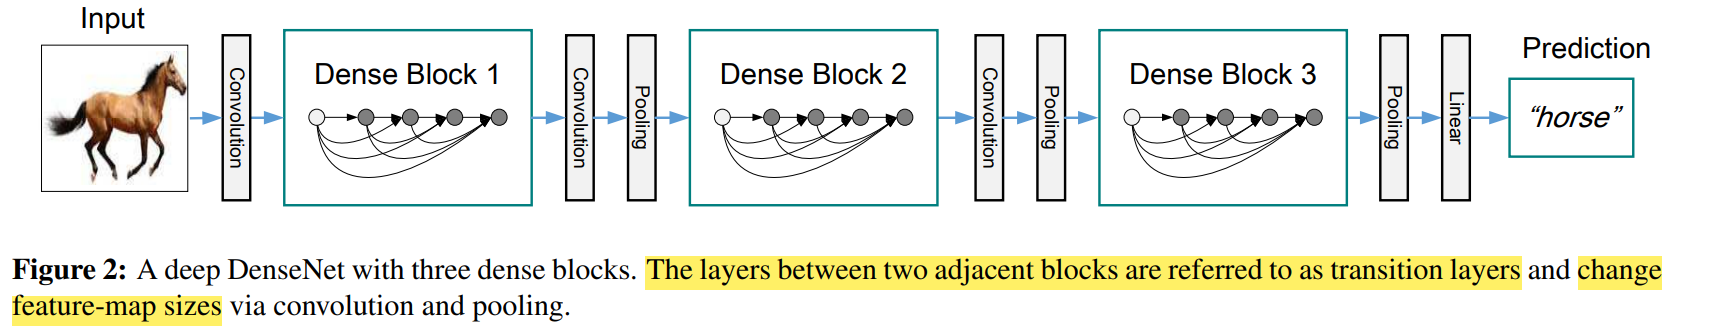 Input
Convolution
Dense Block 1
Convolution
Pooling
Dense Block 2
Convolution
Pooling
Dense Block 3
Pooling
Linear
Prediction
“horse”
Figure 2: A deep DenseNet with three dense blocks. The layers between two adjacent blocks are referred to as transition layers and change
feature-map sizes via convolution and pooling.